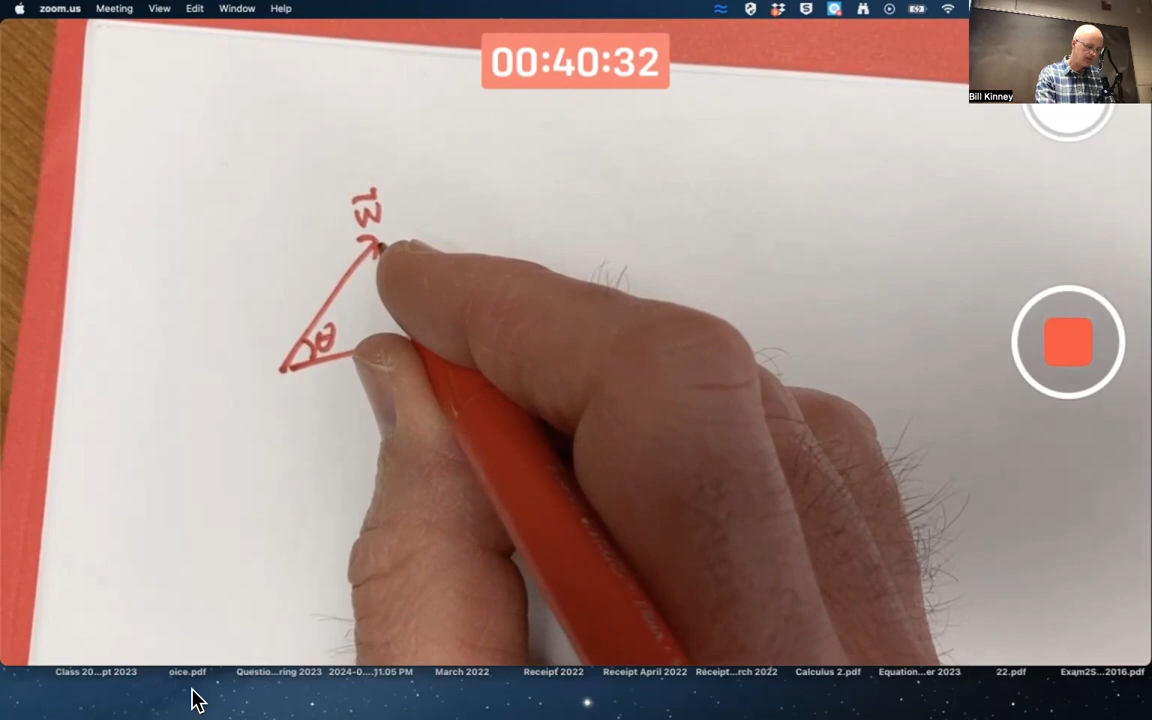 zoom.us Meeting View Edit Window Help
00:40:32
Bill Kinney
θ
Class 20...pt 2023 oice.pdf Questio...ring 2023 2024-0....11.05 PM March 2022 Receipt 2022 Receipt April 2022 Receipt...rch 2022 Calculus 2.pdf Equation...er 2023 22.pdf Exam2S...2016.pdf